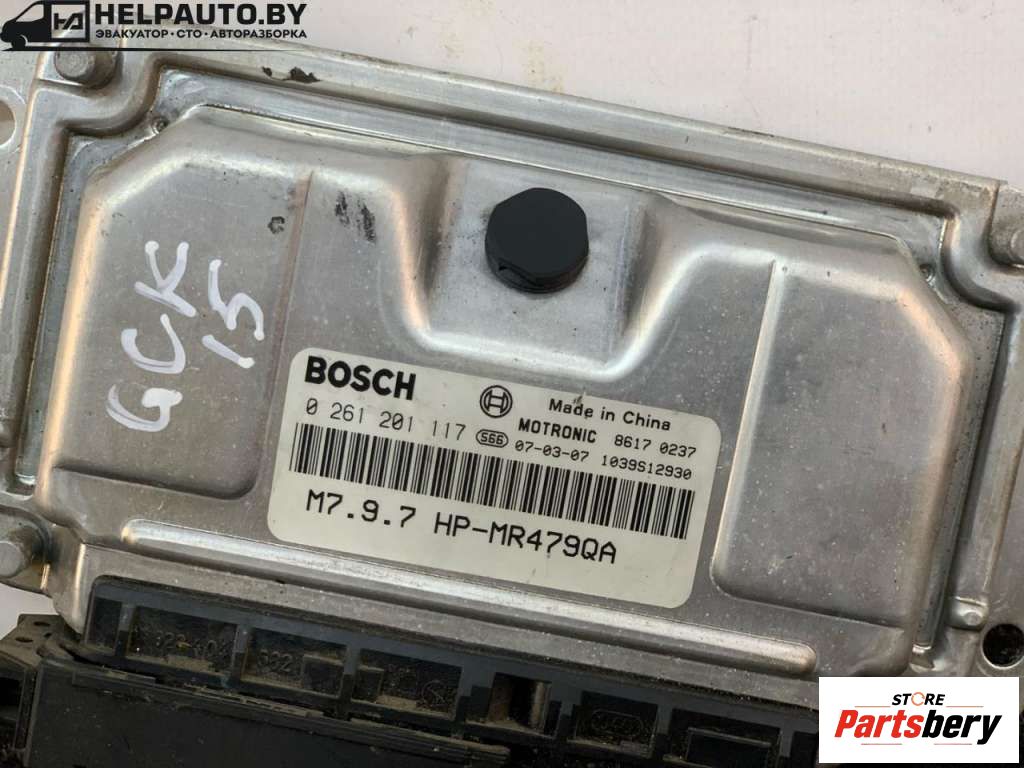 HELPAUTO.BY
ЭВАКУАТОР • СТО • АВТОРАЗБОРКА
GCK
15
BOSCH
Made in China
0 261 201 117
S66
MOTRONIC 8617 0237
07-03-07 1039S12930
M7.9.7 HP-MR479QA
STORE
Partsbery